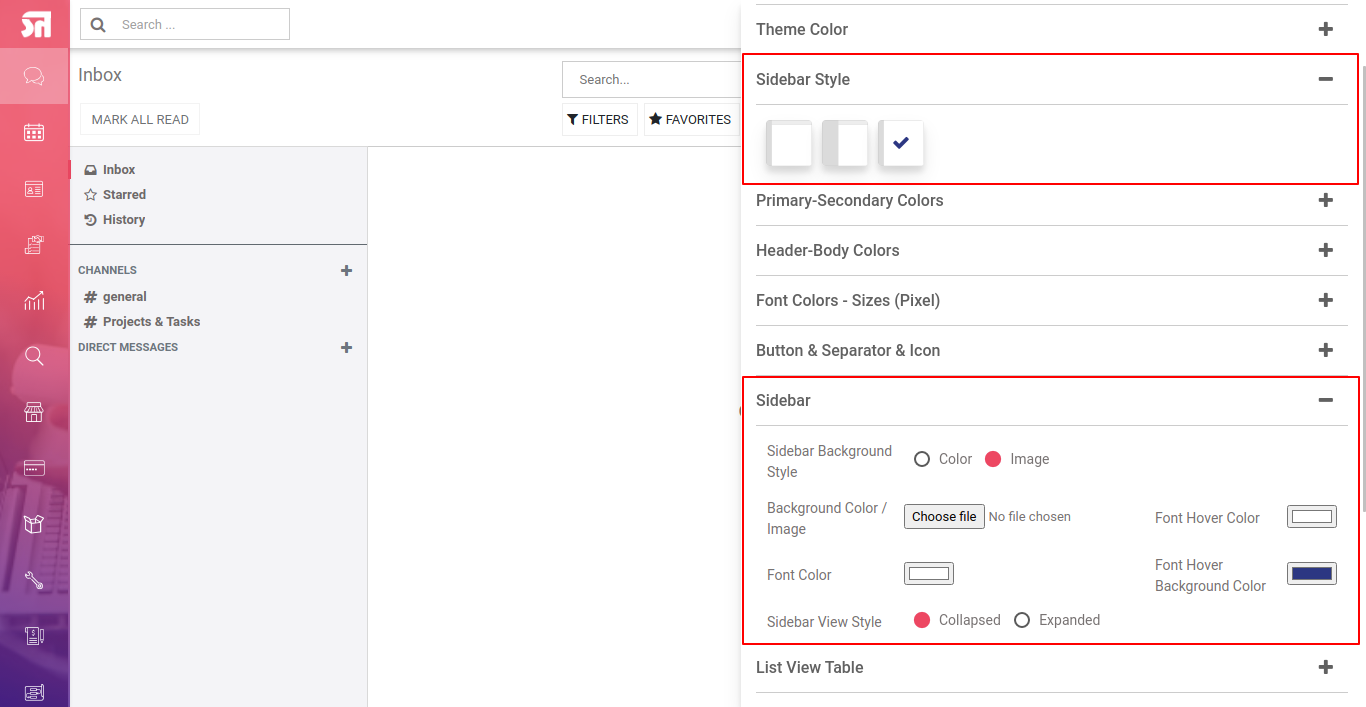 Search ...
Inbox
Search...
MARK ALL READ
FILTERS
FAVORITES
Inbox
Starred
History
CHANNELS
# general
# Projects & Tasks
DIRECT MESSAGES
Theme Color
Sidebar Style
Primary-Secondary Colors
Header-Body Colors
Font Colors - Sizes (Pixel)
Button & Separator & Icon
Sidebar
Sidebar Background
Style
Color
Image
Background Color /
Image
Choose file No file chosen
Font Hover Color
Font Color
Font Hover
Background Color
Sidebar View Style
Collapsed
Expanded
List View Table